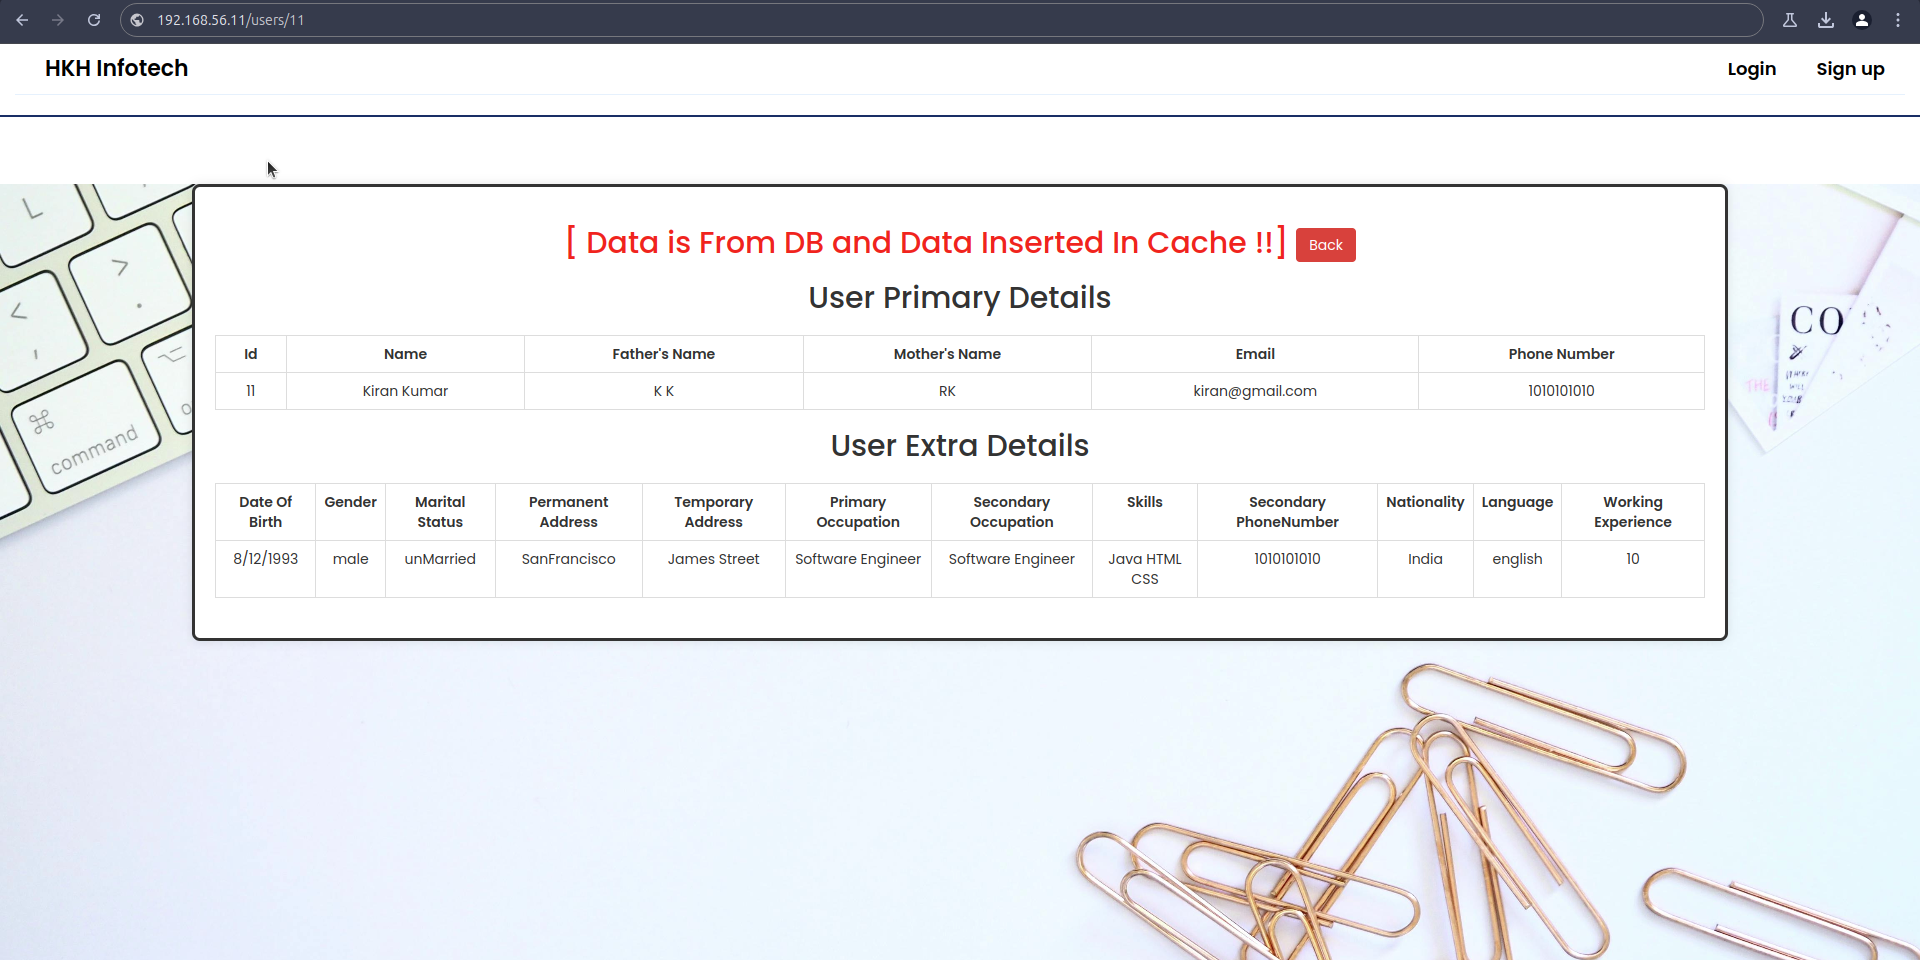 192.168.56.11/users/11
HKH Infotech
Login Sign up
[ Data is From DB and Data Inserted In Cache !!] Back
User Primary Details
Id Name Father's Name Mother's Name Email Phone Number
11 Kiran Kumar K K RK kiran@gmail.com 1010101010
User Extra Details
Date Of Birth Gender Marital Status Permanent Address Temporary Address Primary Occupation Secondary Occupation Skills Secondary PhoneNumber Nationality Language Working Experience
8/12/1993 male unMarried SanFrancisco James Street Software Engineer Software Engineer Java HTML CSS 1010101010 India english 10
L
>
.
<
,
⌘
command
CO
THE